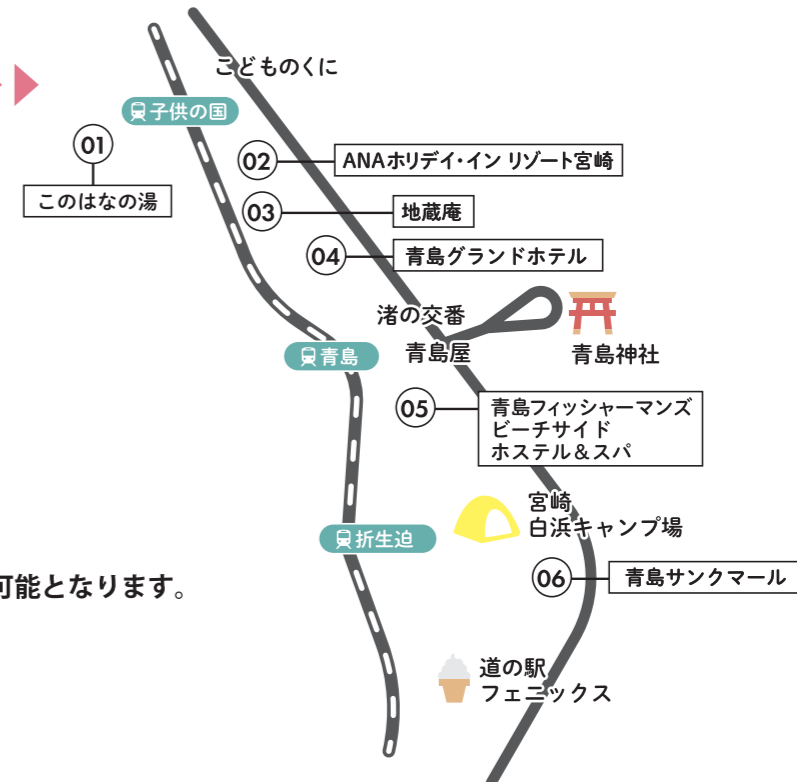 こどものくに
子供の国
01
このはなの湯
02
ANAホリデイ・イン リゾート宮崎
03
地蔵庵
04
青島グランドホテル
渚の交番
青島屋
青島神社
青島
05
青島フィッシャーマンズ
ビーチサイド
ホステル&スパ
宮崎
白浜キャンプ場
折生迫
06
青島サンクマール
可能となります。
道の駅
フェニックス